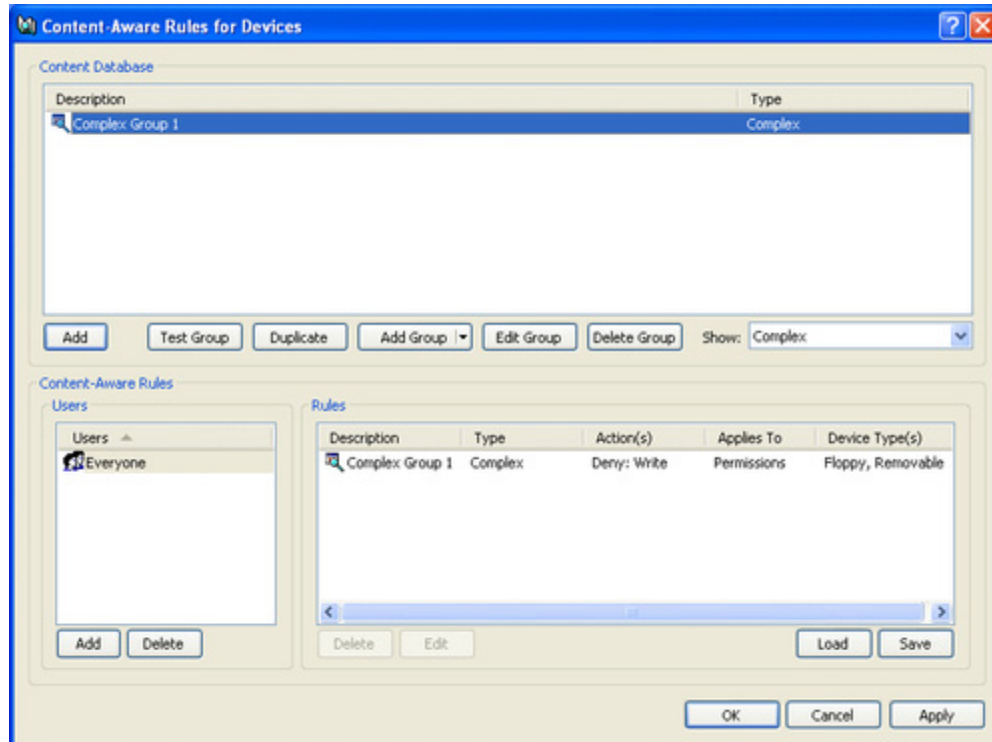 Content-Aware Rules for Devices
Content Database
Description Type
Complex Group 1 Complex
Add Test Group Duplicate Add Group Edit Group Delete Group Show: Complex
Content-Aware Rules
Users Rules
Users Description Type Action(s) Applies To Device Type(s)
Everyone Complex Group 1 Complex Deny: Write Permissions Floppy, Removable
Add Delete Delete Edit Load Save
OK Cancel Apply